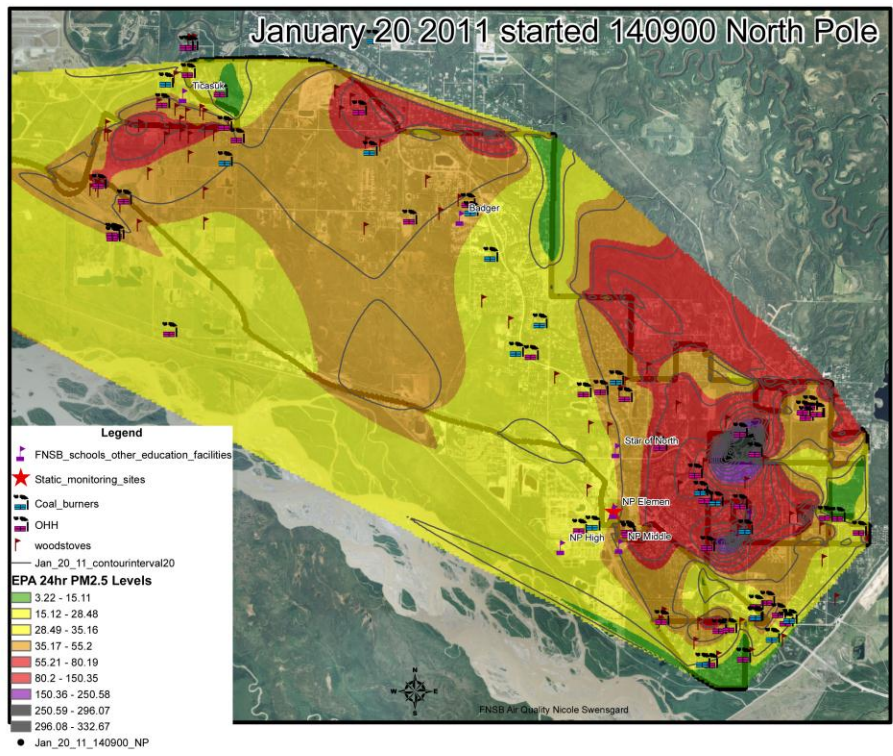 January 20 2011 started 140900 North Pole
Ticasuk
Badger
Star of North
NP Elemen
NP High
NP Middle
Legend
FNSB_schools_other_education_facilities
Static_monitoring_sites
Coal_burners
OHH
woodstoves
Jan_20_11_contourinterval20
EPA 24hr PM2.5 Levels
3.22 - 15.11
15.12 - 28.48
28.49 - 35.16
35.17 - 55.2
55.21 - 80.19
80.2 - 150.35
150.36 - 250.58
250.59 - 296.07
296.08 - 332.67
Jan_20_11_140900_NP
N
W E
S
FNSB Air Quality Nicole Swensgard